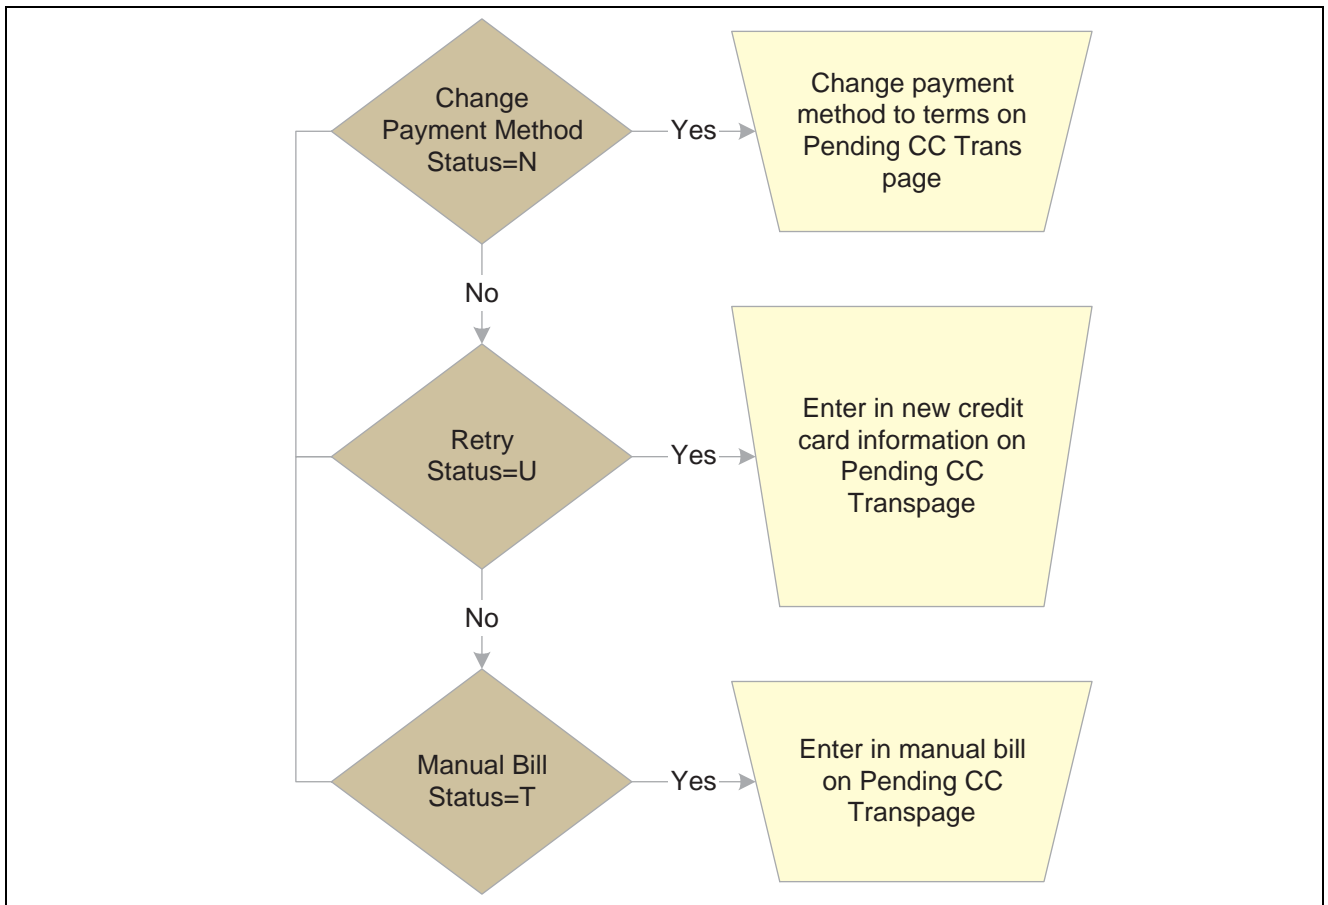 Change
Payment Method
Status=N
Yes
Change payment
method to terms on
Pending CC Trans
page
No
Retry
Status=U
Yes
Enter in new credit
card information on
Pending CC
Transpage
No
Manual Bill
Status=T
Yes
Enter in manual bill
on Pending CC
Transpage